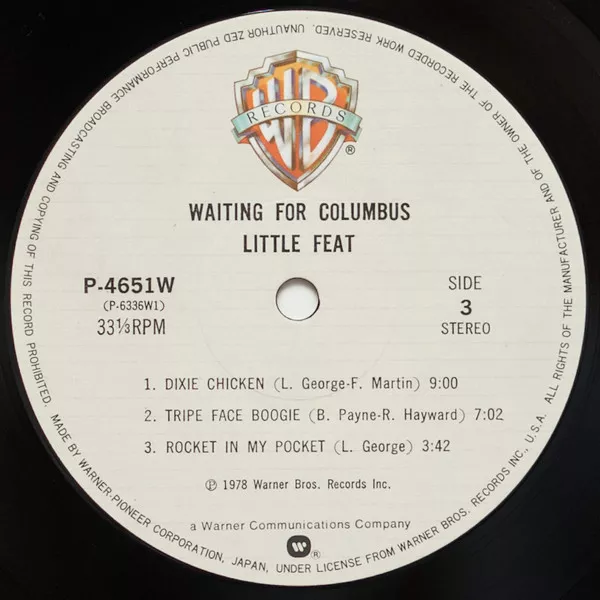 RECORDS
WB
®
WAITING FOR COLUMBUS
LITTLE FEAT
P-4651W
(P-6336W1)
33⅓RPM
SIDE
3
STEREO
1. DIXIE CHICKEN (L. George-F. Martin) 9:00
2. TRIPE FACE BOOGIE (B. Payne-R. Hayward) 7:02
3. ROCKET IN MY POCKET (L. George) 3:42
℗ 1978 Warner Bros. Records Inc.
a Warner Communications Company
®
MADE BY WARNER-PIONEER CORPORATION, JAPAN, UNDER LICENSE FROM WARNER BROS. RECORDS INC., U.S.A. ALL RIGHTS OF THE MANUFACTURER AND OF THE OWNER OF THE RECORDED WORK RESERVED. UNAUTHORIZED PUBLIC PERFORMANCE BROADCASTING AND COPYING OF THIS RECORD PROHIBITED.